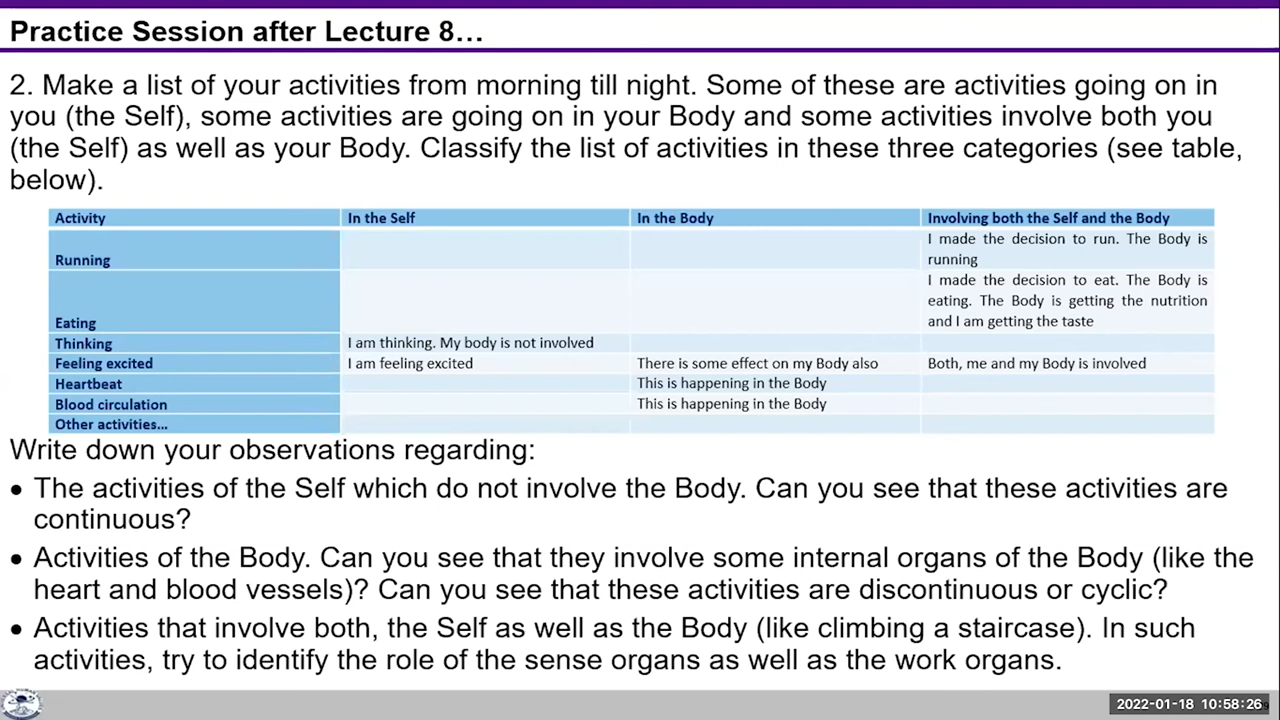 Practice Session after Lecture 8…
2. Make a list of your activities from morning till night. Some of these are activities going on in
you (the Self), some activities are going on in your Body and some activities involve both you
(the Self) as well as your Body. Classify the list of activities in these three categories (see table,
below).
Activity In the Self In the Body Involving both the Self and the Body
I made the decision to run. The Body is
Running running
I made the decision to eat. The Body is
eating. The Body is getting the nutrition
Eating and I am getting the taste
Thinking I am thinking. My body is not involved
Feeling excited I am feeling excited There is some effect on my Body also Both, me and my Body is involved
Heartbeat This is happening in the Body
Blood circulation This is happening in the Body
Other activities…
Write down your observations regarding:
• The activities of the Self which do not involve the Body. Can you see that these activities are
continuous?
• Activities of the Body. Can you see that they involve some internal organs of the Body (like the
heart and blood vessels)? Can you see that these activities are discontinuous or cyclic?
• Activities that involve both, the Self as well as the Body (like climbing a staircase). In such
activities, try to identify the role of the sense organs as well as the work organs.
2022-01-18 10:58:26